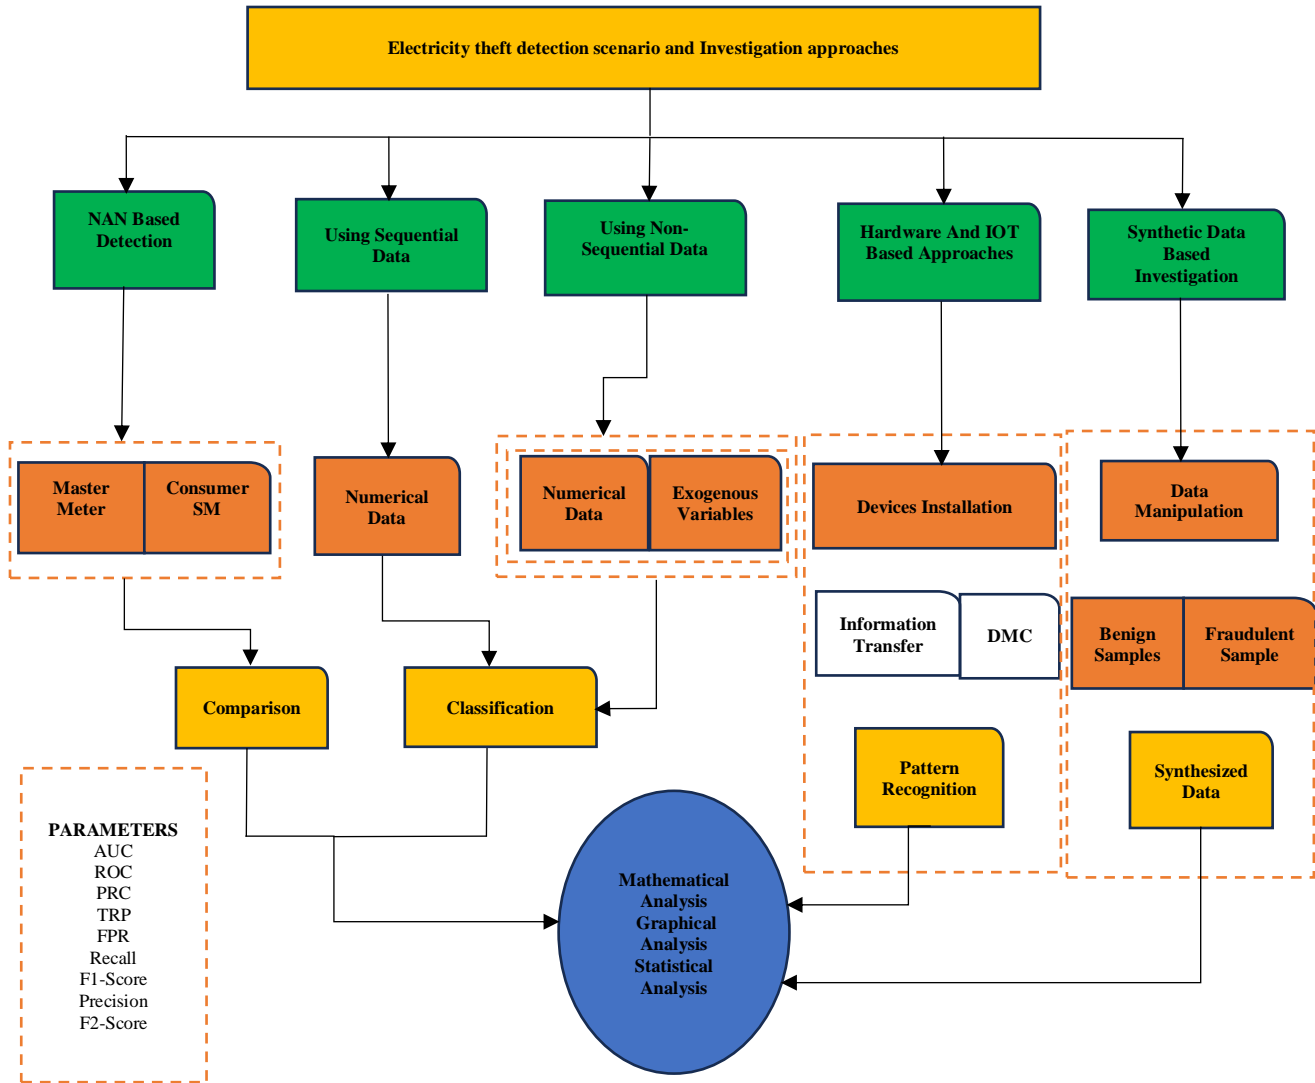 Electricity theft detection scenario and Investigation approaches
NAN Based
Detection
Using Sequential
Data
Using Non-
Sequential Data
Hardware And IOT
Based Approaches
Synthetic Data
Based
Investigation
Master
Meter
Consumer
SM
Numerical
Data
Numerical
Data
Exogenous
Variables
Devices Installation
Data
Manipulation
Information
Transfer
DMC
Benign
Samples
Fraudulent
Sample
Comparison
Classification
Pattern
Recognition
Synthesized
Data
PARAMETERS
AUC
ROC
PRC
TRP
FPR
Recall
F1-Score
Precision
F2-Score
Mathematical
Analysis
Graphical
Analysis
Statistical
Analysis